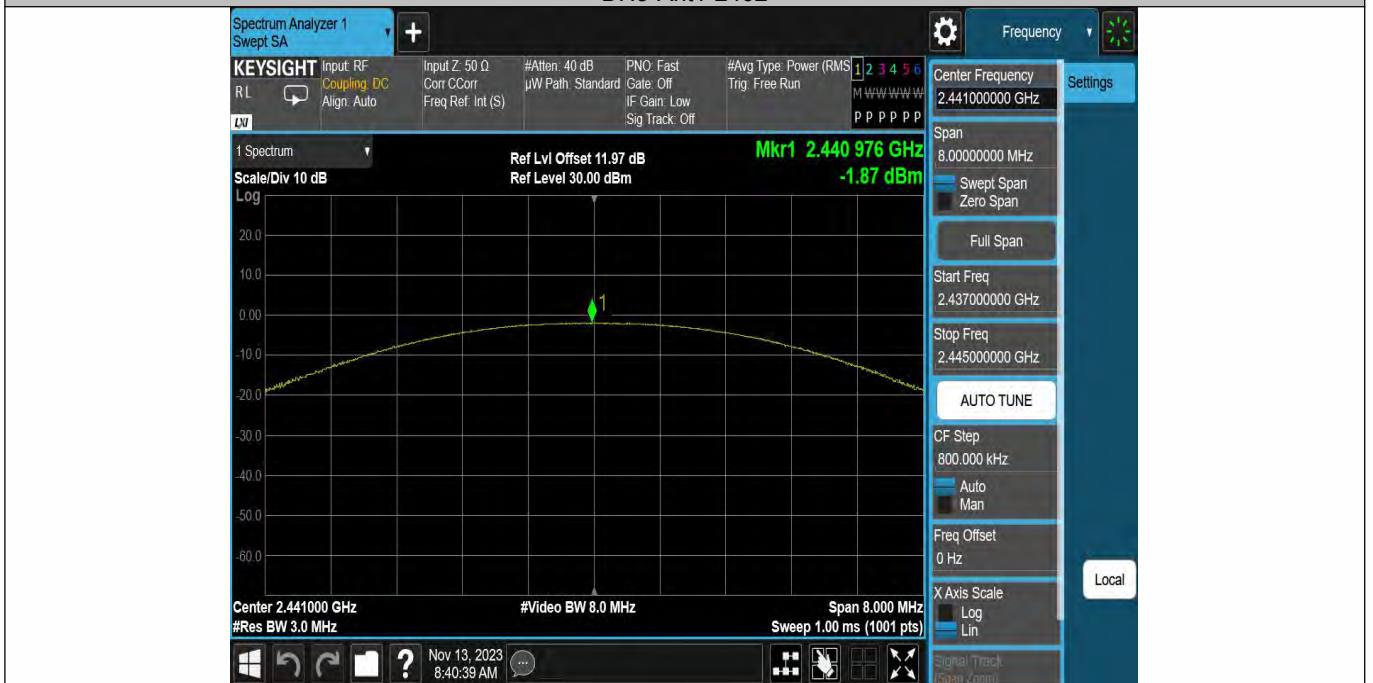 Spectrum Analyzer 1
Swept SA
+
Frequency
KEYSIGHT
RL
LXI
Input: RF
Coupling: DC
Align: Auto
Input Z: 50 Ω
Corr CCorr
Freq Ref: Int (S)
#Atten: 40 dB
µW Path: Standard
PNO: Fast
Gate: Off
IF Gain: Low
Sig Track: Off
#Avg Type: Power (RMS
Trig: Free Run
1 2 3 4 5 6
M W W W W W
P P P P P P
1 Spectrum
Scale/Div 10 dB
Log
Ref Lvl Offset 11.97 dB
Ref Level 30.00 dBm
Mkr1 2.440 976 GHz
-1.87 dBm
20.0
10.0
0.00
-10.0
-20.0
-30.0
-40.0
-50.0
-60.0
1
Center 2.441000 GHz
#Res BW 3.0 MHz
#Video BW 8.0 MHz
Span 8.000 MHz
Sweep 1.00 ms (1001 pts)
Center Frequency
2.441000000 GHz
Settings
Span
8.00000000 MHz
Swept Span
Zero Span
Full Span
Start Freq
2.437000000 GHz
Stop Freq
2.445000000 GHz
AUTO TUNE
CF Step
800.000 kHz
Auto
Man
Freq Offset
0 Hz
X Axis Scale
Log
Lin
Signal Track
(Span Zoom)
Local
?
Nov 13, 2023
8:40:39 AM